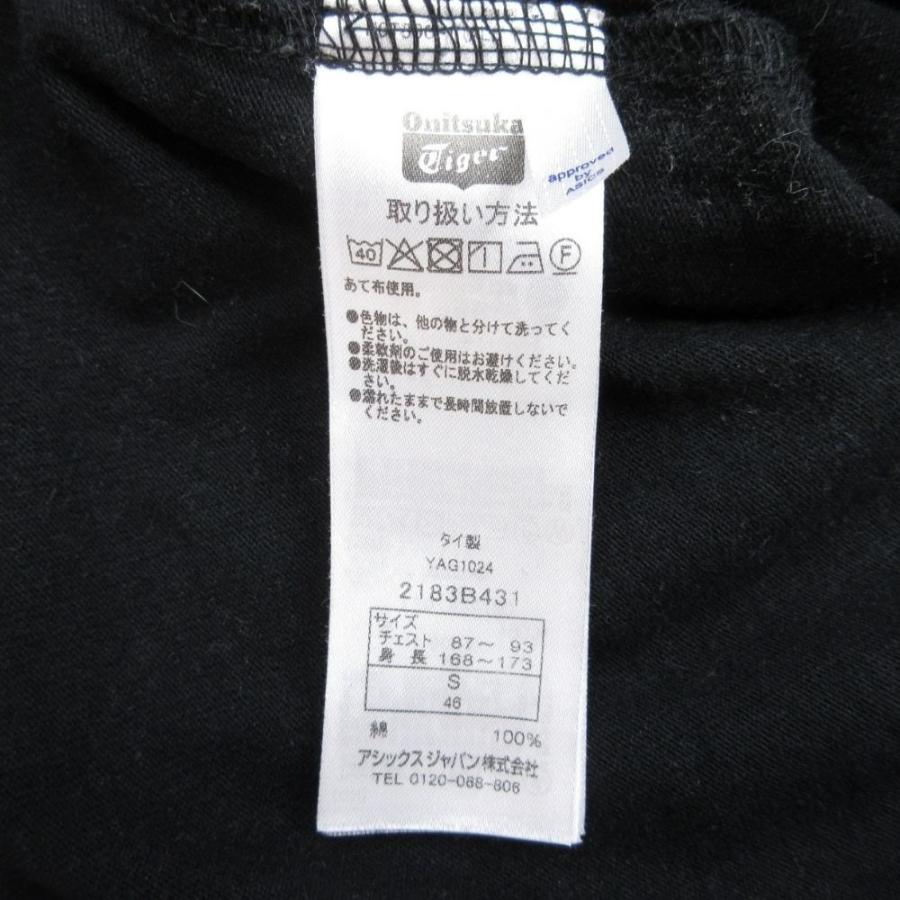 Onitsuka
Tiger
approved
by
ASICS
取り扱い方法
40
F
あて布使用。
●色物は、他の物と分けて洗ってく
ださい。
●柔軟剤のご使用はお避けください。
●洗濯後はすぐに脱水乾燥してくだ
さい。
●濡れたままで長時間放置しないで
ください。
タイ製
YAG1024
2183B431
サイズ
チェスト 87～ 93
身 長 168～173
S
46
綿 100%
アシックスジャパン株式会社
TEL 0120-068-806